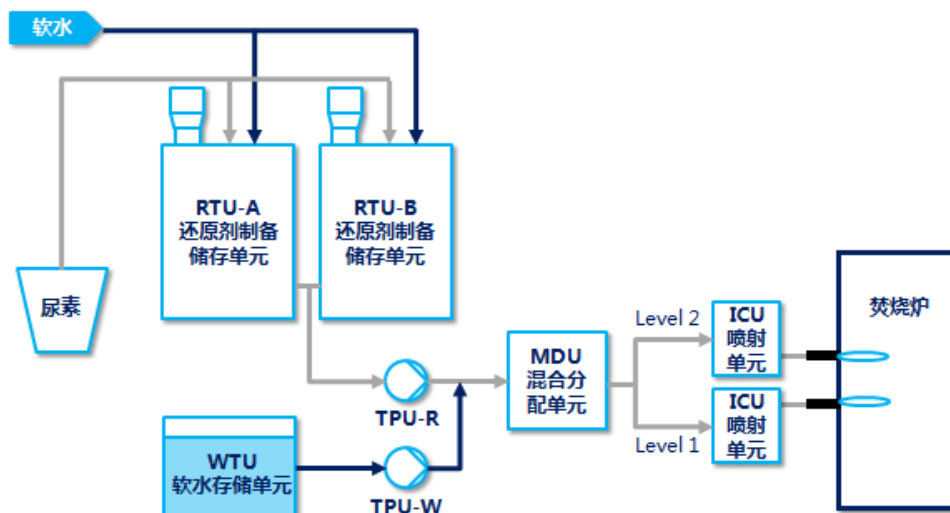 软水
RTU-A
还原剂制备
储存单元
RTU-B
还原剂制备
储存单元
尿素
焚烧炉
Level 2
ICU
喷射
单元
MDU
混合分
配单元
TPU-R
ICU
喷射
单元
Level 1
WTU
软水存储单元
TPU-W